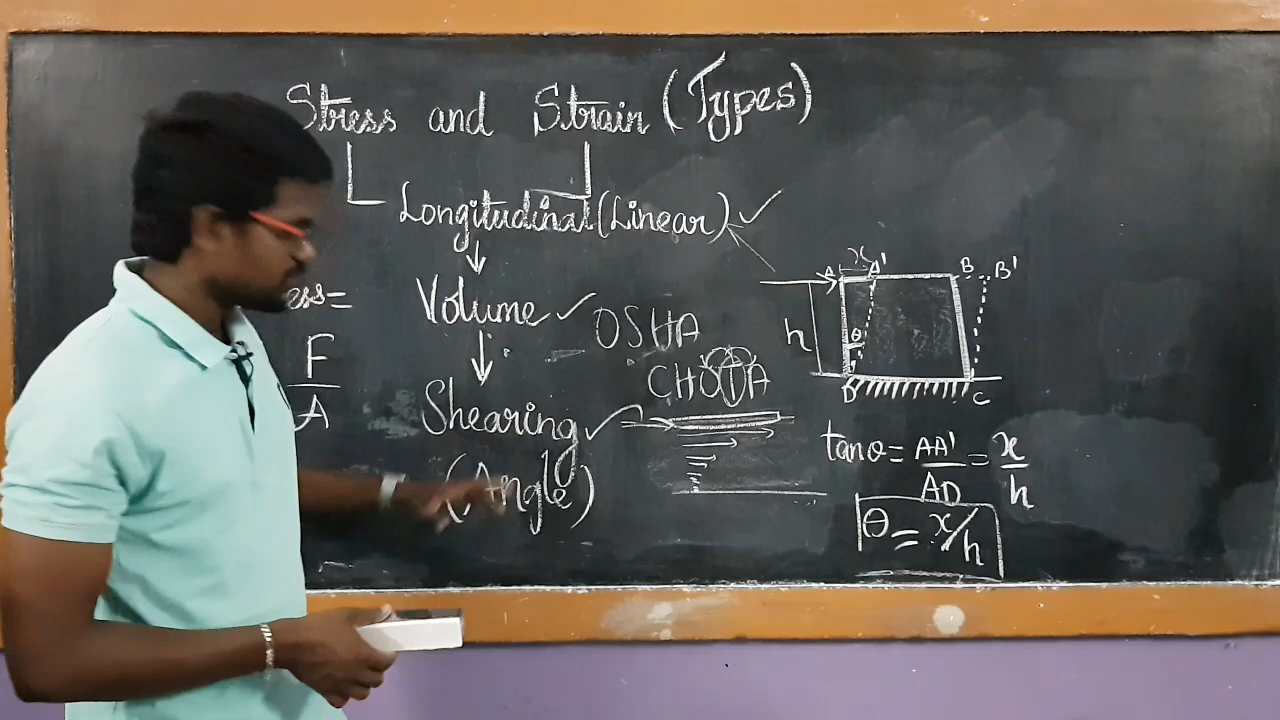 Stress and Strain (Types)
Longitudinal (Linear)
ess =
F
A
Volume
OSHA
CHOTA
Shearing
(Angle)
x
A A' B B'
h
θ
D C
tanθ = AA'/AD = x/h
θ = x/h